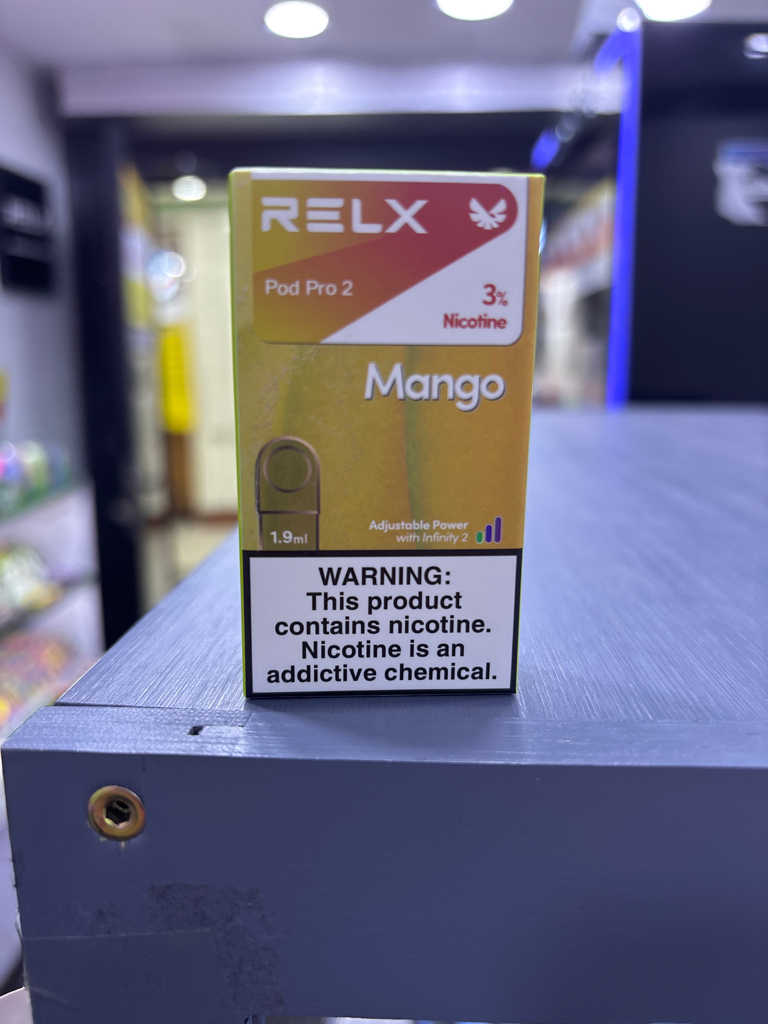 RELX
Pod Pro 2
3%
Nicotine
Mango
1.9ml
Adjustable Power
with Infinity 2
WARNING:
This product
contains nicotine.
Nicotine is an
addictive chemical.